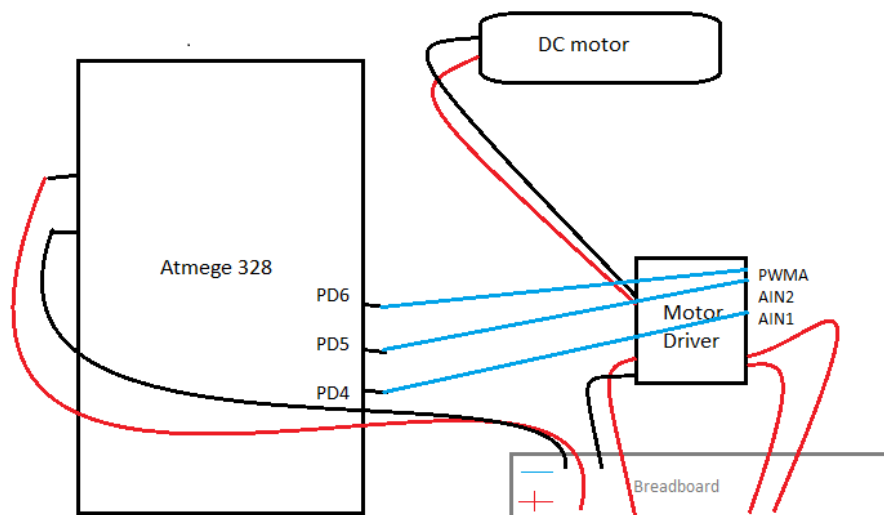 DC motor
Atmege 328
PD6
PD5
PD4
Motor
Driver
PWMA
AIN2
AIN1
Breadboard